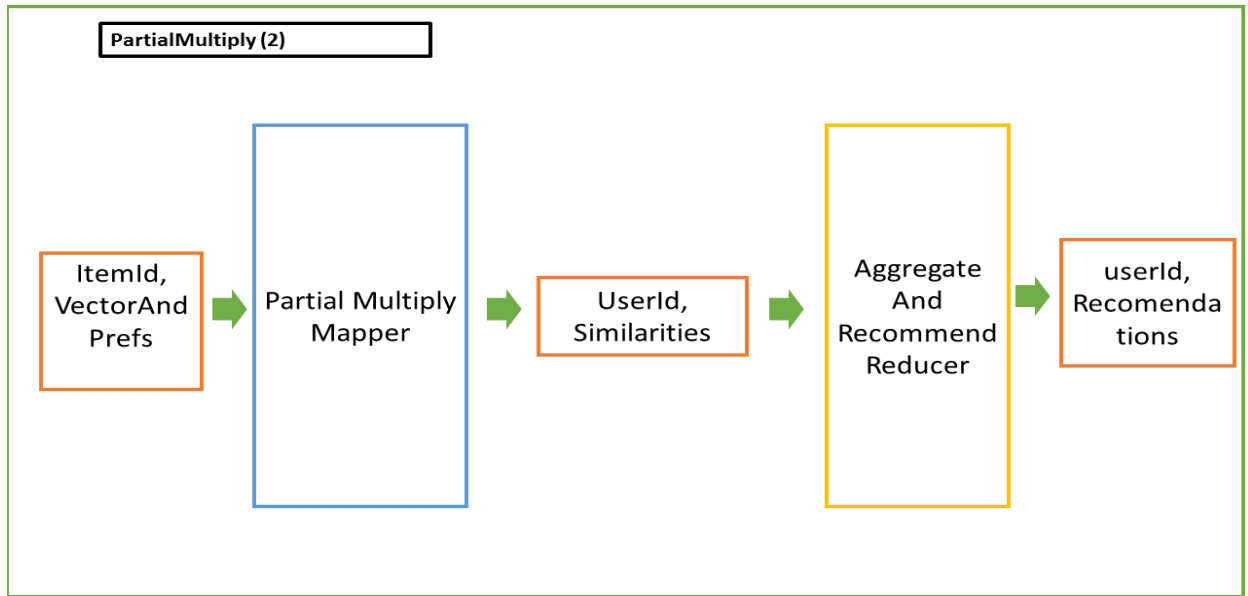 PartialMultiply (2)
ItemId,
VectorAnd
Prefs
Partial Multiply
Mapper
UserId,
Similarities
Aggregate
And
Recommend
Reducer
userId,
Recomenda
tions